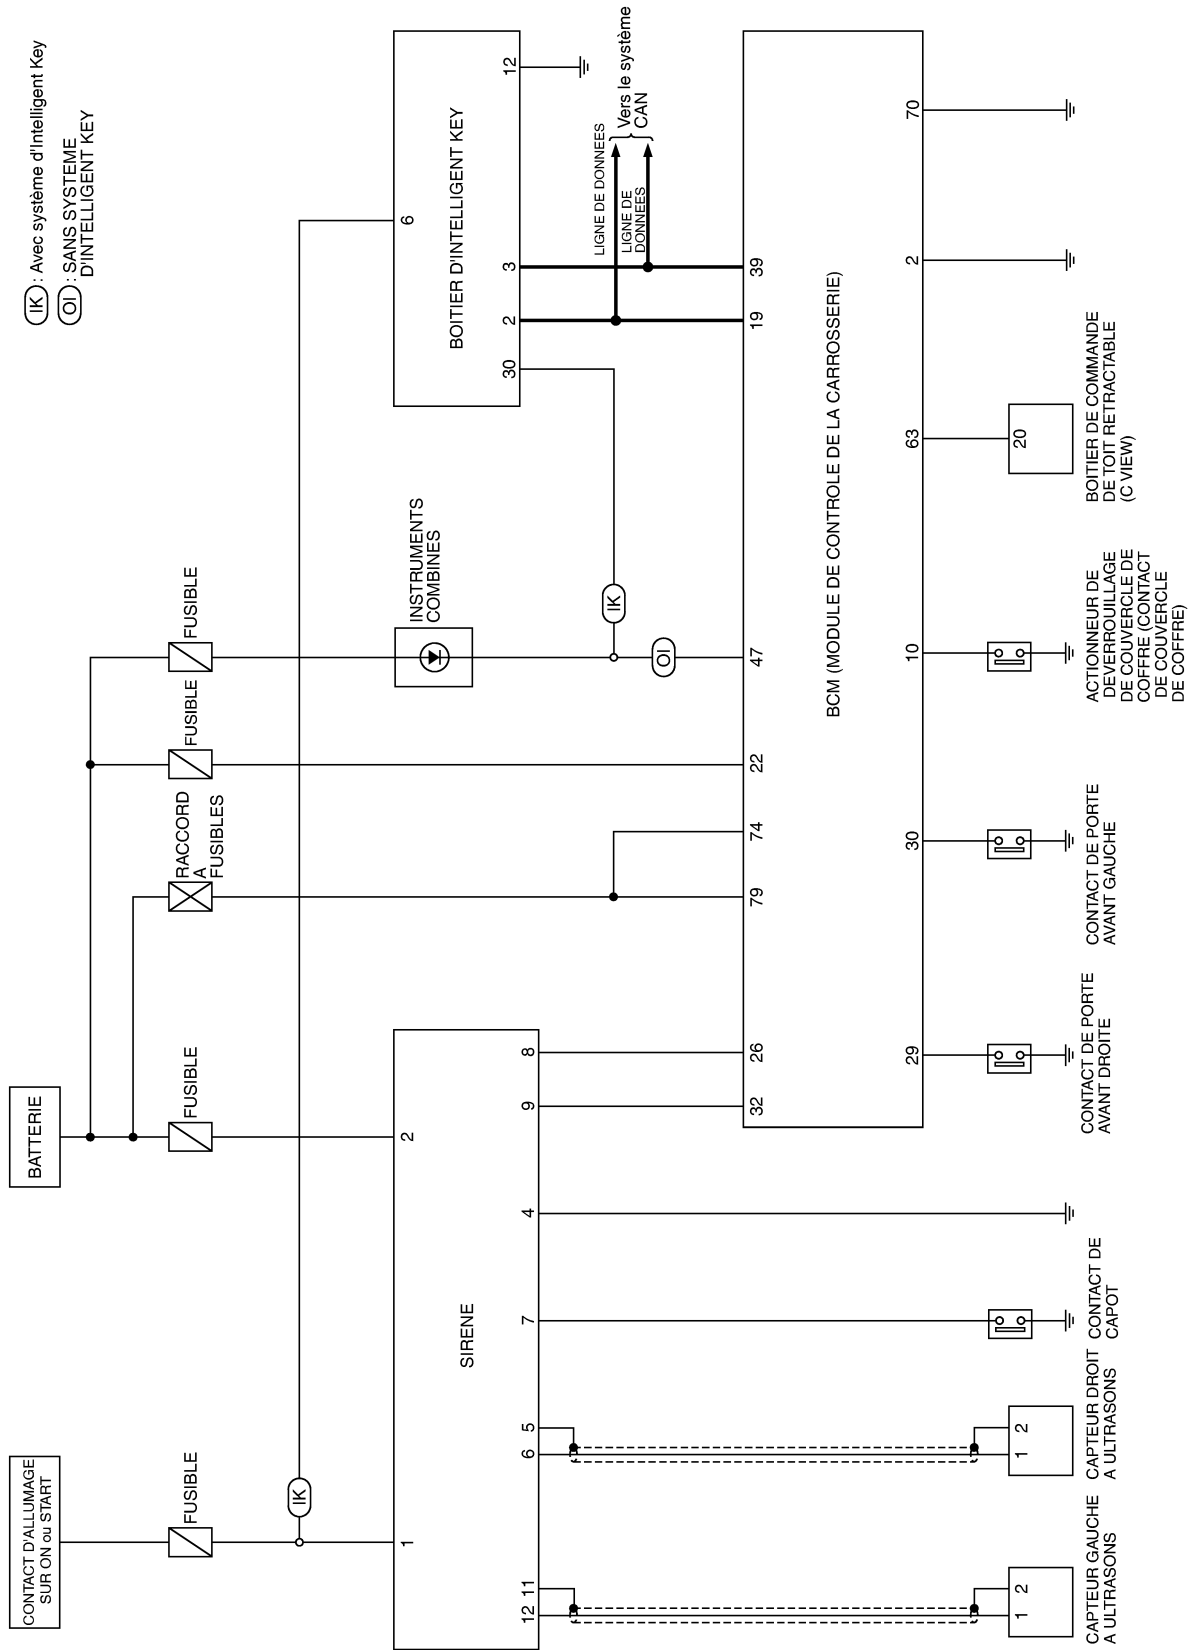 IK : Avec système d'Intelligent Key
OI : SANS SYSTEME
D'INTELLIGENT KEY
CONTACT D'ALLUMAGE
SUR ON ou START
BATTERIE
FUSIBLE
FUSIBLE
RACCORD
A
FUSIBLES
FUSIBLE
FUSIBLE
IK
INSTRUMENTS
COMBINES
1
2
SIRENE
12
11
6
5
7
4
9
8
6
BOITIER D'INTELLIGENT KEY
30
2
3
12
IK
OI
LIGNE DE DONNEES
LIGNE DE
DONNEES
Vers le système
CAN
32
26
79
74
22
47
19
39
BCM (MODULE DE CONTROLE DE LA CARROSSERIE)
29
30
10
63
2
70
1
2
CAPTEUR GAUCHE
A ULTRASONS
1
2
CAPTEUR DROIT
A ULTRASONS
CONTACT DE
CAPOT
CONTACT DE PORTE
AVANT DROITE
CONTACT DE PORTE
AVANT GAUCHE
ACTIONNEUR DE
DEVERROUILLAGE
DE COUVERCLE DE
COFFRE (CONTACT
DE COUVERCLE
DE COFFRE)
20
BOITIER DE COMMANDE
DE TOIT RETRACTABLE
(C VIEW)